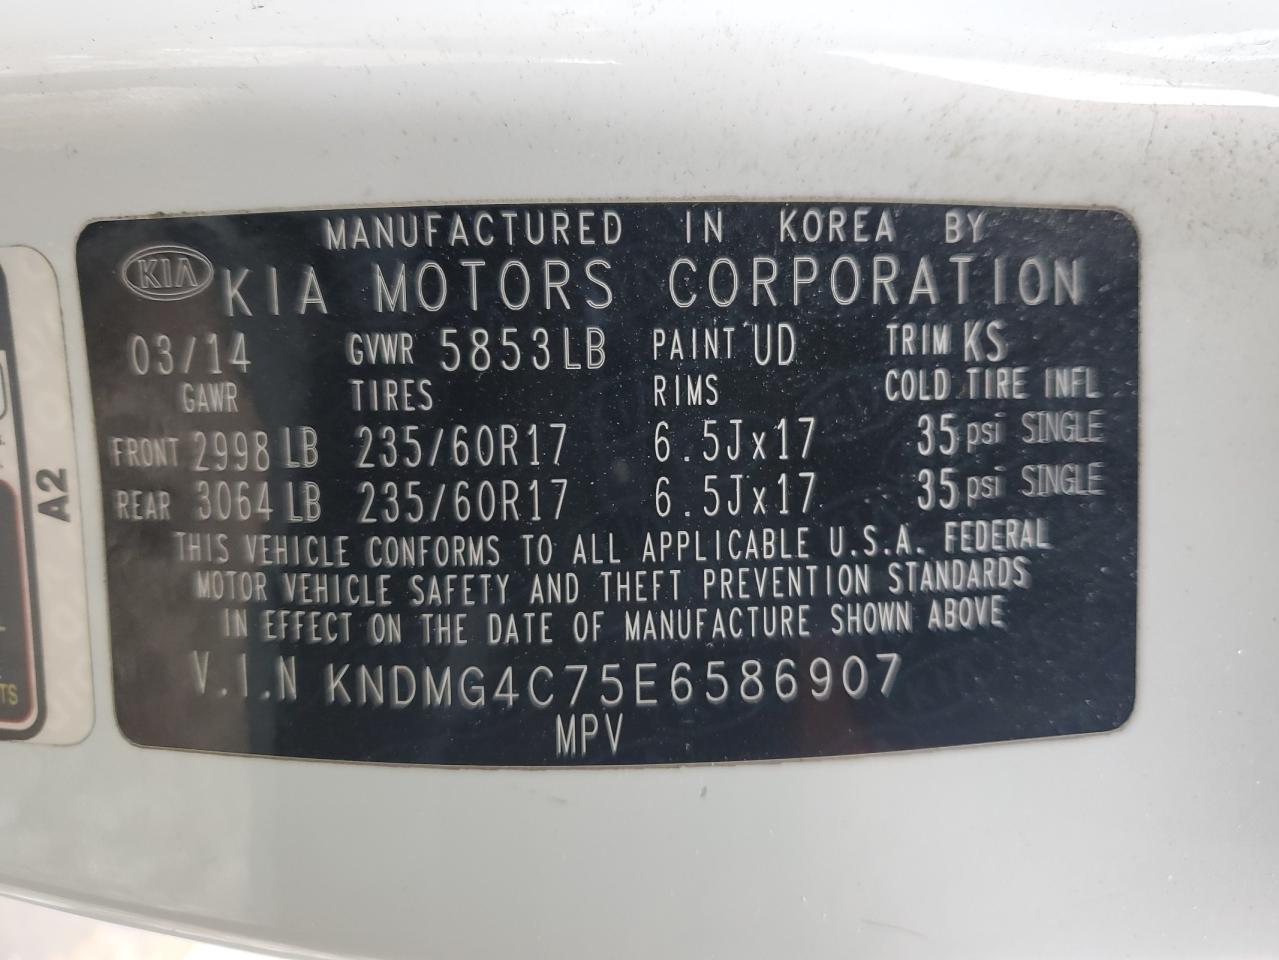 MANUFACTURED IN KOREA BY
KIA KIA MOTORS CORPORATION
03/14 GVWR 5853LB PAINT UD TRIM KS
GAWR TIRES RIMS COLD TIRE INFL
FRONT 2998 LB 235/60R17 6.5Jx17 35 psi SINGLE
REAR 3064 LB 235/60R17 6.5Jx17 35 psi SINGLE
THIS VEHICLE CONFORMS TO ALL APPLICABLE U.S.A. FEDERAL
MOTOR VEHICLE SAFETY AND THEFT PREVENTION STANDARDS
IN EFFECT ON THE DATE OF MANUFACTURE SHOWN ABOVE
V.I.N KNDMG4C75E6586907
MPV
A2
TS